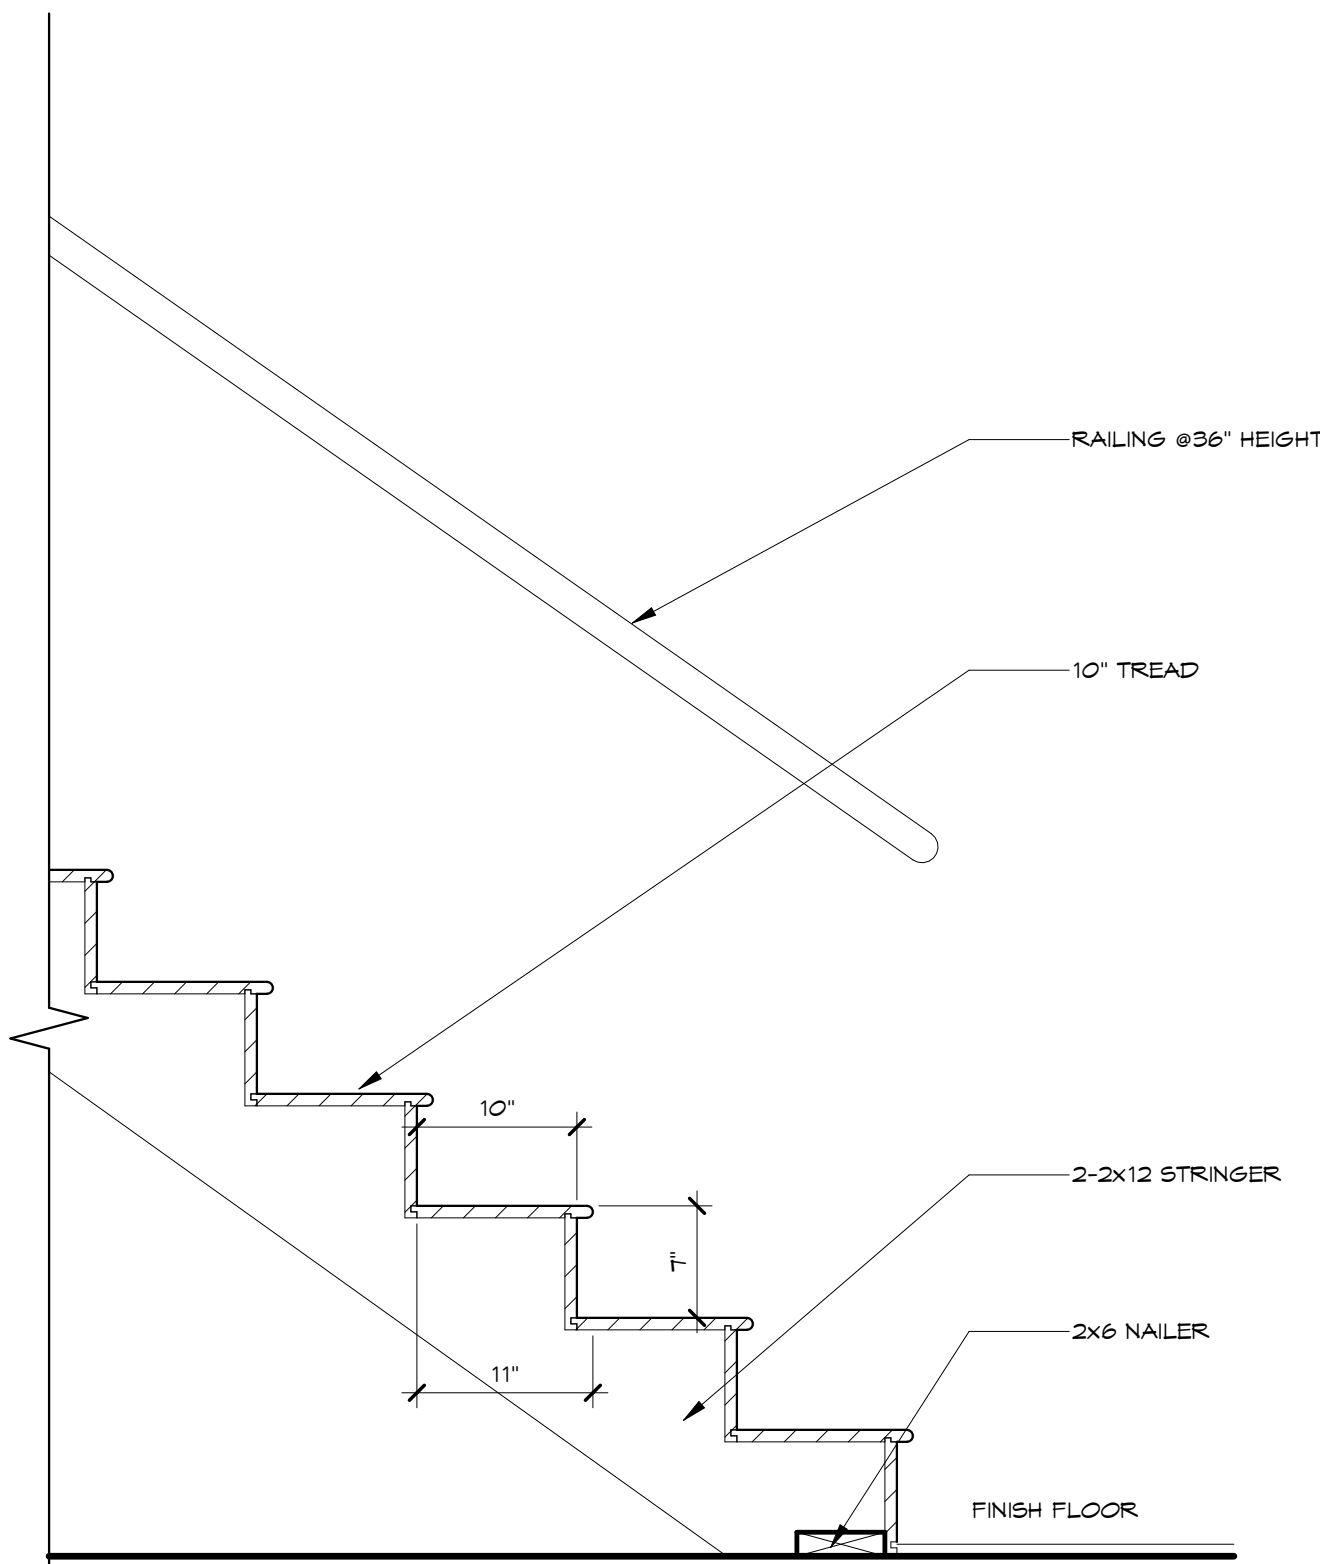 RAILING @36" HEIGHT
10" TREAD
10"
2-2x12 STRINGER
7"
2x6 NAILER
11"
FINISH FLOOR